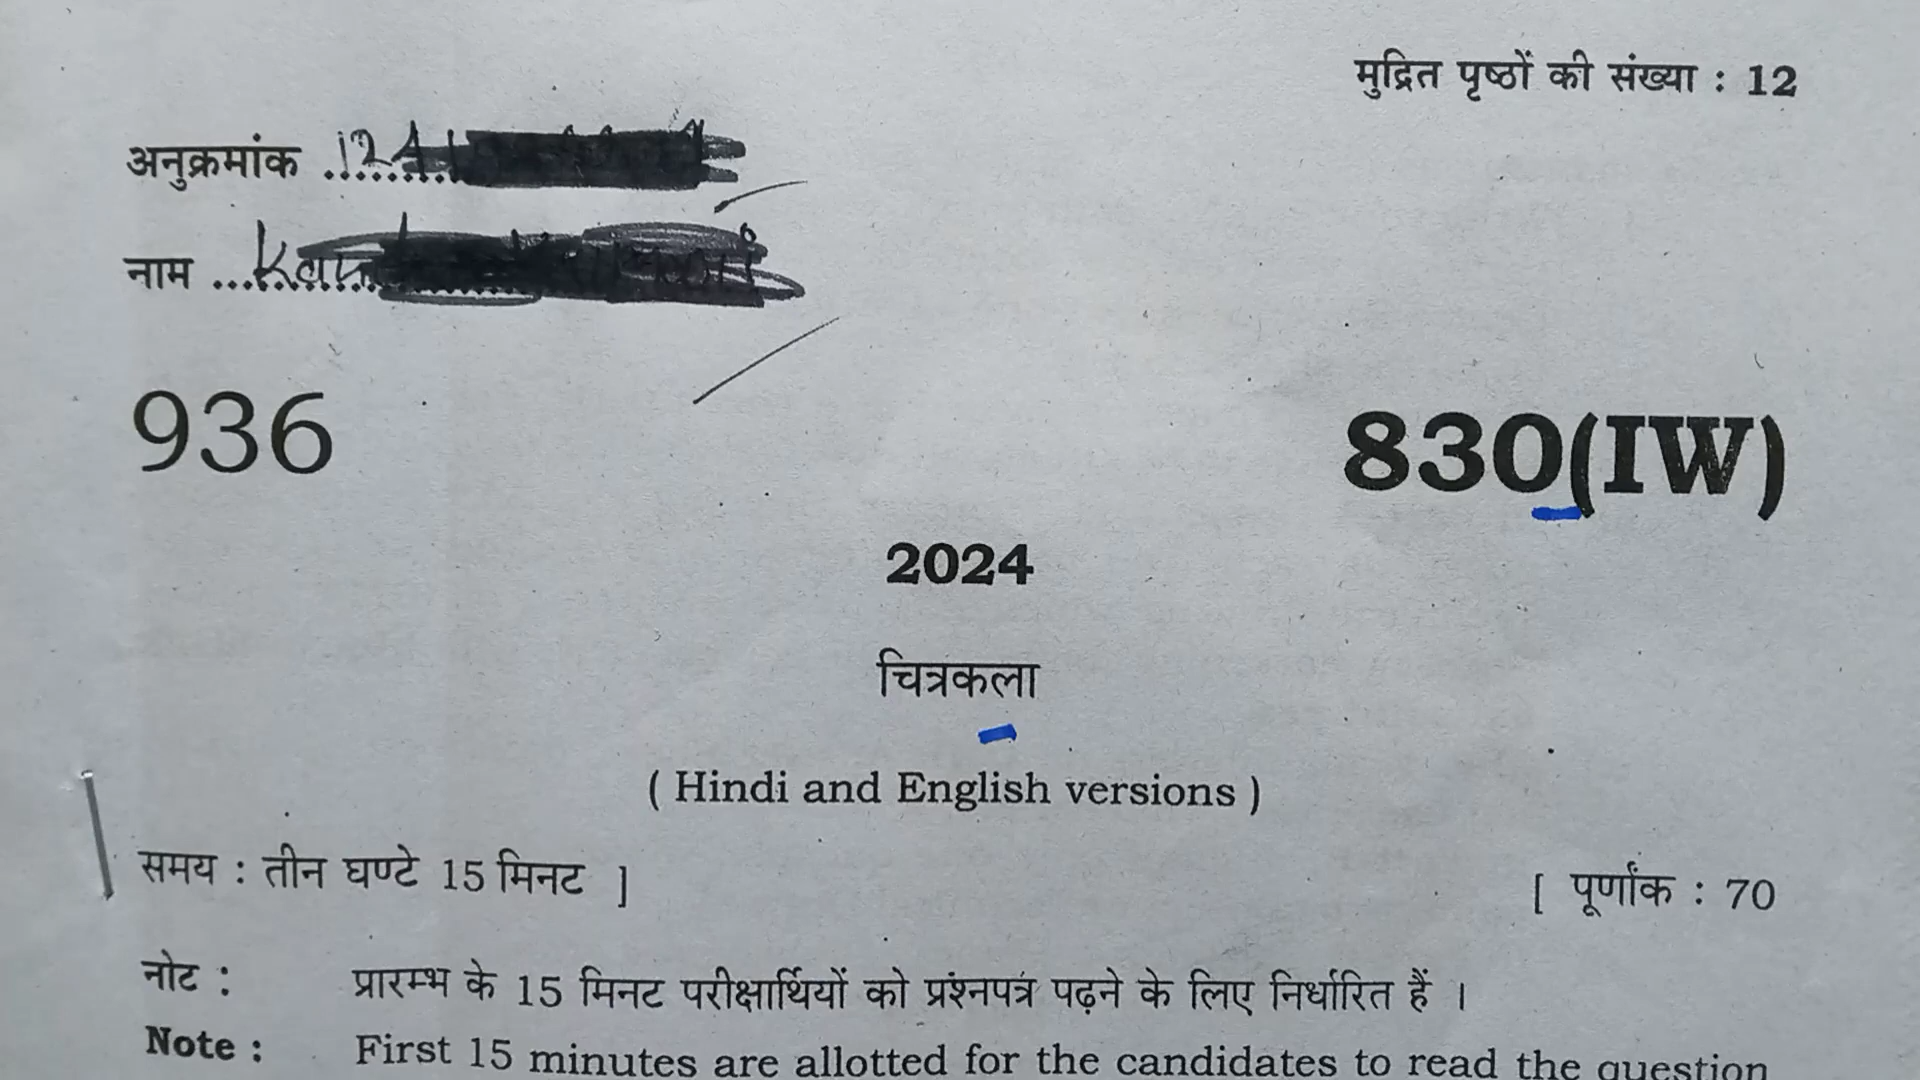 मुद्रित पृष्ठों की संख्या : 12
अनुक्रमांक
नाम
936 830(IW)
2024
चित्रकला
( Hindi and English versions )
समय : तीन घण्टे 15 मिनट ] [ पूर्णांक : 70
नोट : प्रारम्भ के 15 मिनट परीक्षार्थियों को प्रश्नपत्र पढ़ने के लिए निर्धारित हैं ।
Note : First 15 minutes are allotted for the candidates to read the question